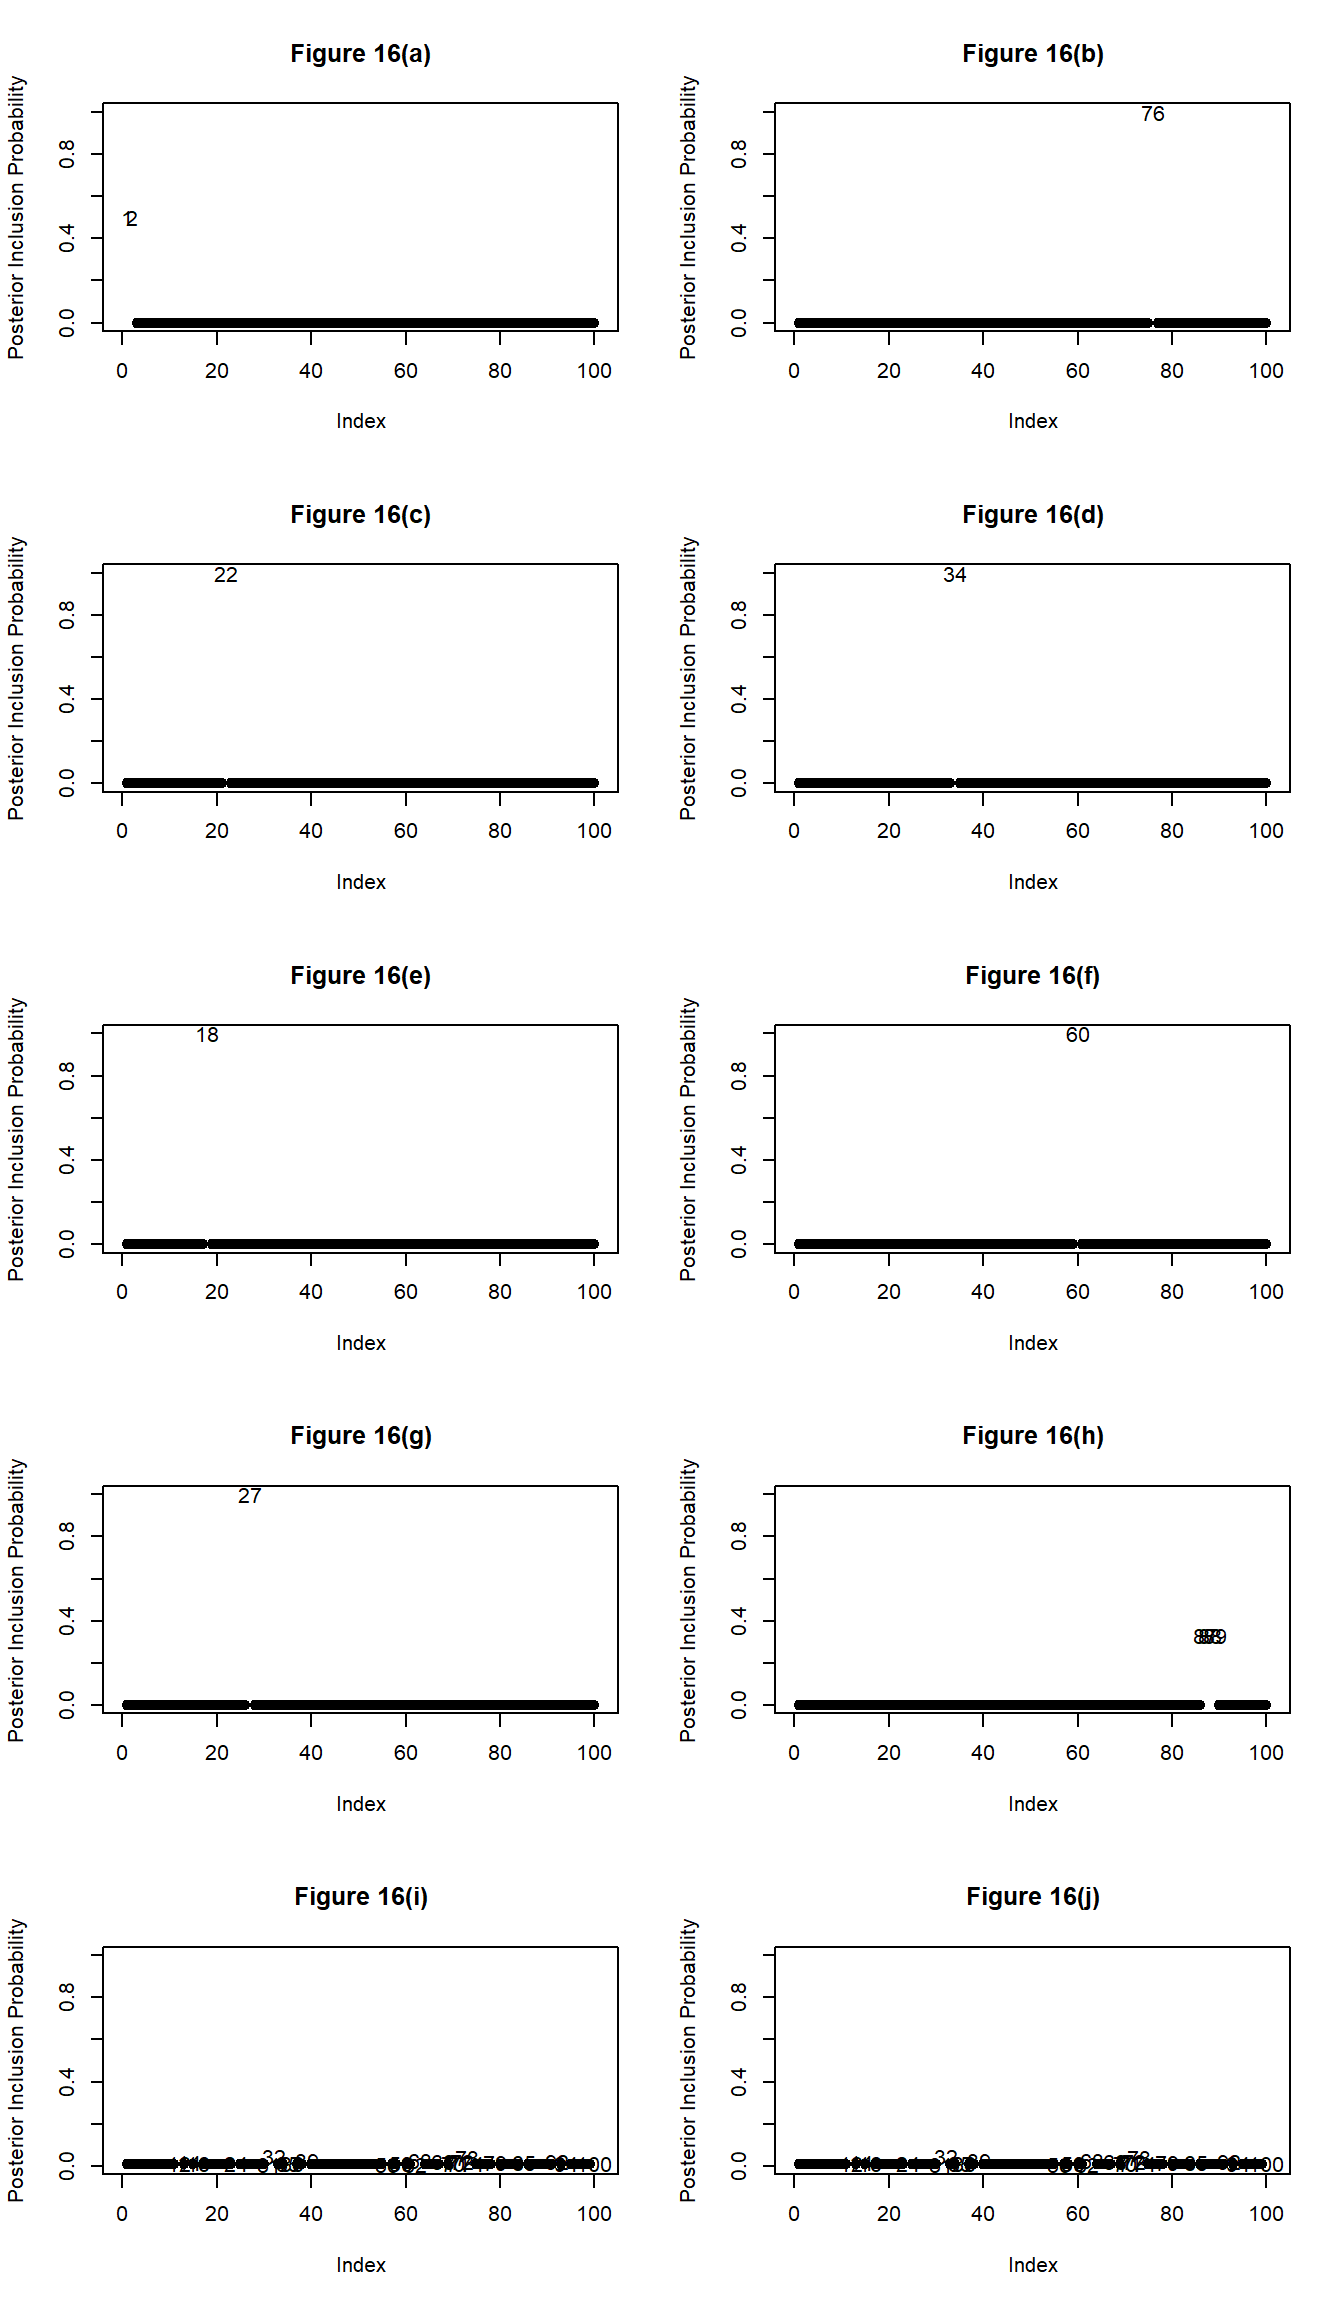 Figure 16(a)
Posterior Inclusion Probability
0.0 0.4 0.8
1 2
0 20 40 60 80 100
Index
Figure 16(b)
Posterior Inclusion Probability
0.0 0.4 0.8
76
0 20 40 60 80 100
Index
Figure 16(c)
Posterior Inclusion Probability
0.0 0.4 0.8
22
0 20 40 60 80 100
Index
Figure 16(d)
Posterior Inclusion Probability
0.0 0.4 0.8
34
0 20 40 60 80 100
Index
Figure 16(e)
Posterior Inclusion Probability
0.0 0.4 0.8
18
0 20 40 60 80 100
Index
Figure 16(f)
Posterior Inclusion Probability
0.0 0.4 0.8
60
0 20 40 60 80 100
Index
Figure 16(g)
Posterior Inclusion Probability
0.0 0.4 0.8
27
0 20 40 60 80 100
Index
Figure 16(h)
Posterior Inclusion Probability
0.0 0.4 0.8
0 20 40 60 80 100
Index
Figure 16(i)
Posterior Inclusion Probability
0.0 0.4 0.8
100
0 20 40 60 80 100
Index
Figure 16(j)
Posterior Inclusion Probability
0.0 0.4 0.8
100
0 20 40 60 80 100
Index